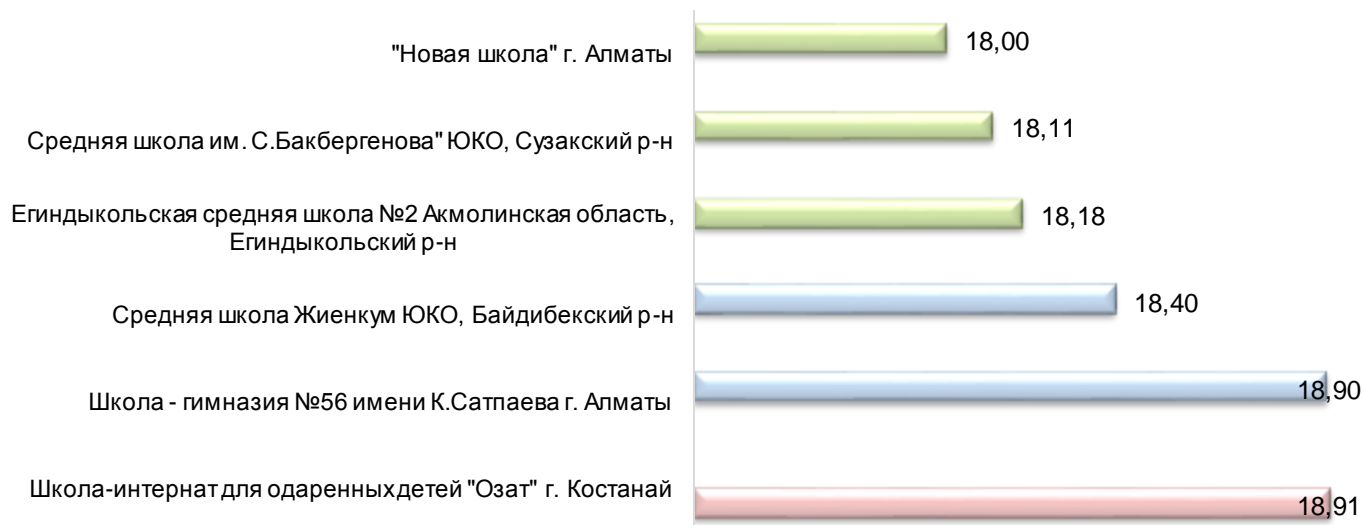 "Новая школа" г. Алматы
18,00
Средняя школа им. С.Бакбергенова" ЮКО, Сузакский р-н
18,11
Егиндыкольская средняя школа №2 Акмолинская область,
Егиндыкольский р-н
18,18
Средняя школа Жиенкум ЮКО, Байдибекский р-н
18,40
Школа - гимназия №56 имени К.Сатпаева г. Алматы
18,90
Школа-интернат для одаренных детей "Озат" г. Костанай
18,91